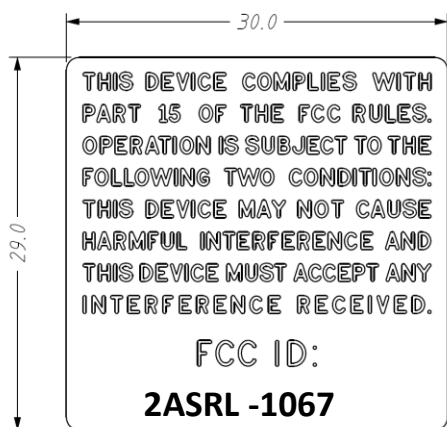 30.0
29.0
THIS DEVICE COMPLIES WITH
PART 15 OF THE FCC RULES.
OPERATION IS SUBJECT TO THE
FOLLOWING TWO CONDITIONS:
THIS DEVICE MAY NOT CAUSE
HARMFUL INTERFERENCE AND
THIS DEVICE MUST ACCEPT ANY
INTERFERENCE RECEIVED.
FCC ID:
2ASRL -1067